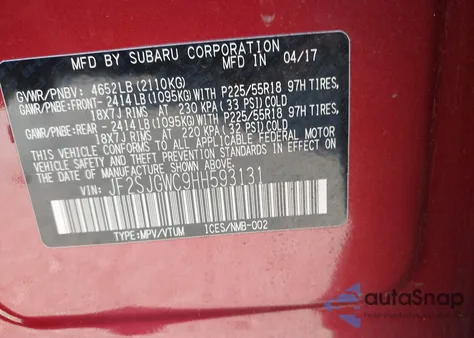 MFD BY SUBARU CORPORATION 04/17
GVWR/PNBV: 4652LB (2110KG)
GAWR/PNBE:FRONT- 2414LB(1095KG)WITH P225/55R18 97H TIRES,
18X7J RIMS AT 230 KPA(33 PSI)COLD
GAWR/PNBE:REAR - 2414LB(1095KG)WITH P225/55R18 97H TIRES,
18X7J RIMS AT 220 KPA(32 PSI)COLD
THIS VEHICLE CONFORMS TO ALL APPLICABLE FEDERAL MOTOR
VEHICLE SAFETY AND THEFT PREVENTION STANDARDS
IN EFFECT ON THE DATE OF MANUFACTURE SHOWN ABOVE.
VIN: JF2SJGWC9HH593131
TYPE:MPV/VTUM ICES/NMB-002
autoSnap